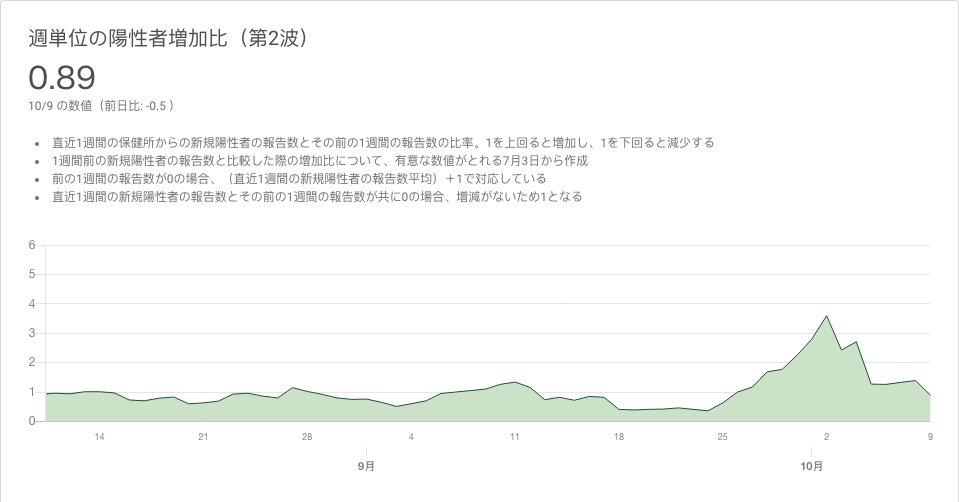 週単位の陽性者増加比（第2波）
0.89
10/9 の数値（前日比: -0.5 ）
• 直近1週間の保健所からの新規陽性者の報告数とその前の1週間の報告数の比率。1を上回ると増加し、1を下回ると減少する
• 1週間前の新規陽性者の報告数と比較した際の増加比について、有意な数値がとれる7月3日から作成
• 前の1週間の報告数が0の場合、（直近1週間の新規陽性者の報告数平均）＋1で対応している
• 直近1週間の新規陽性者の報告数とその前の1週間の報告数が共に0の場合、増減がないため1となる
6
5
4
3
2
1
0
14 21 28 4 11 18 25 2 9
9月 10月